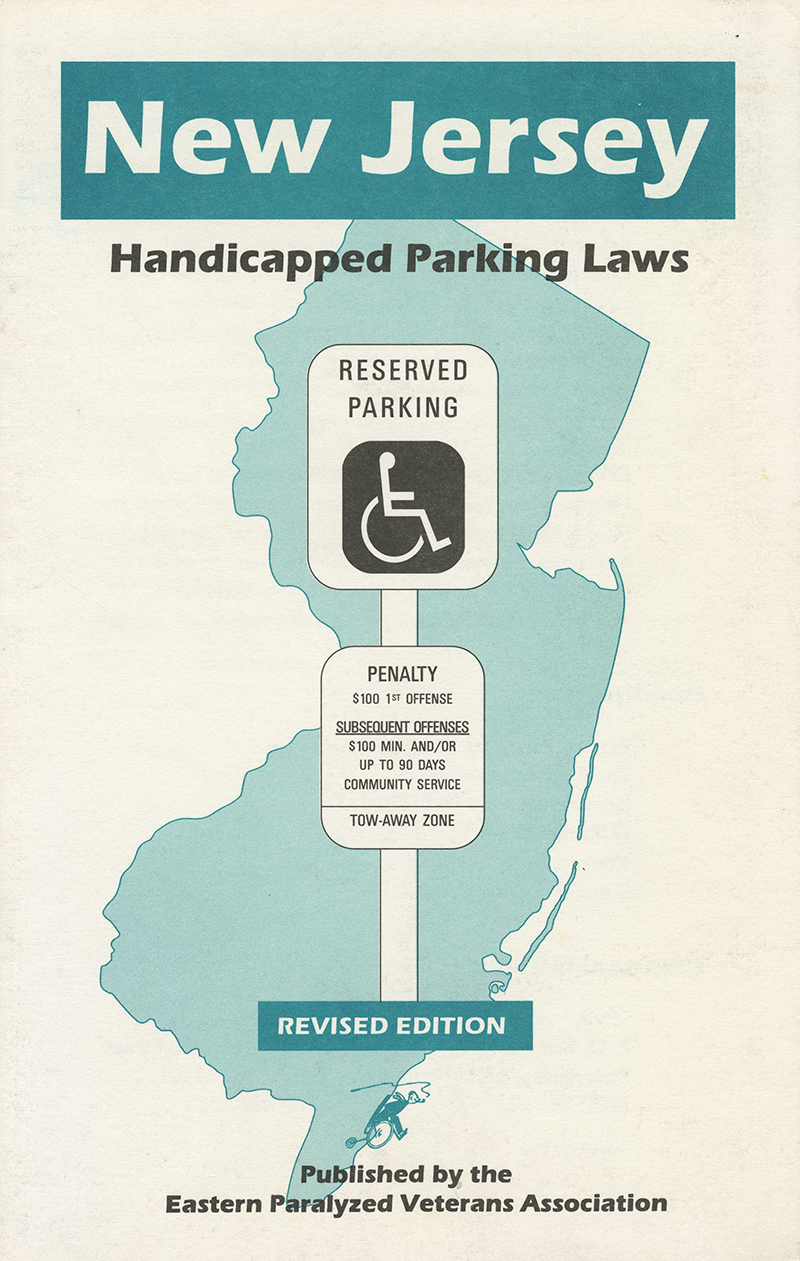 New Jersey
Handicapped Parking Laws
RESERVED
PARKING
PENALTY
$100 1ST OFFENSE
SUBSEQUENT OFFENSES
$100 MIN. AND/OR
UP TO 90 DAYS
COMMUNITY SERVICE
TOW-AWAY ZONE
REVISED EDITION
Published by the
Eastern Paralyzed Veterans Association